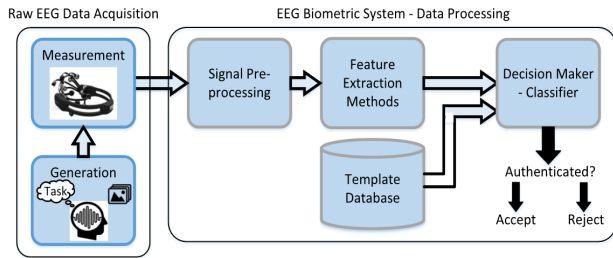 Raw EEG Data Acquisition
EEG Biometric System - Data Processing
Measurement
Generation
Task
Signal Pre-
processing
Feature
Extraction
Methods
Template
Database
Decision Maker
- Classifier
Authenticated?
Accept
Reject